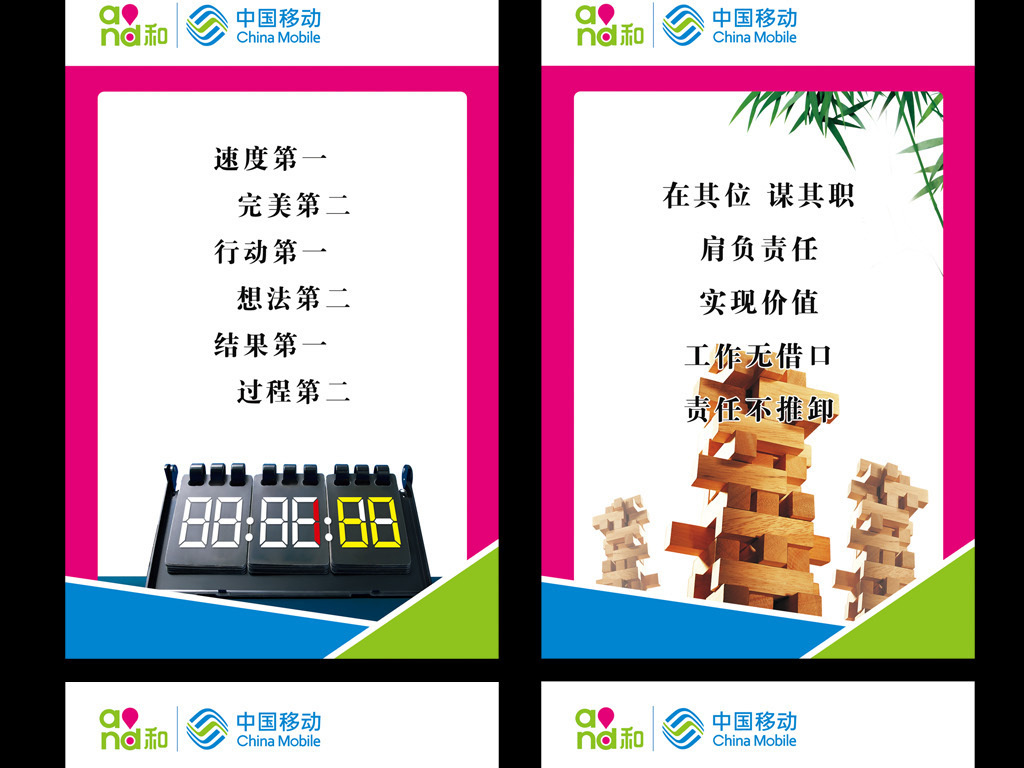 and和 中国移动
China Mobile
速度第一
完美第二
行动第一
想法第二
结果第一
过程第二
88:88:88
and和 中国移动
China Mobile
在其位 谋其职
肩负责任
实现价值
工作无借口
责任不推卸
and和 中国移动
China Mobile
and和 中国移动
China Mobile